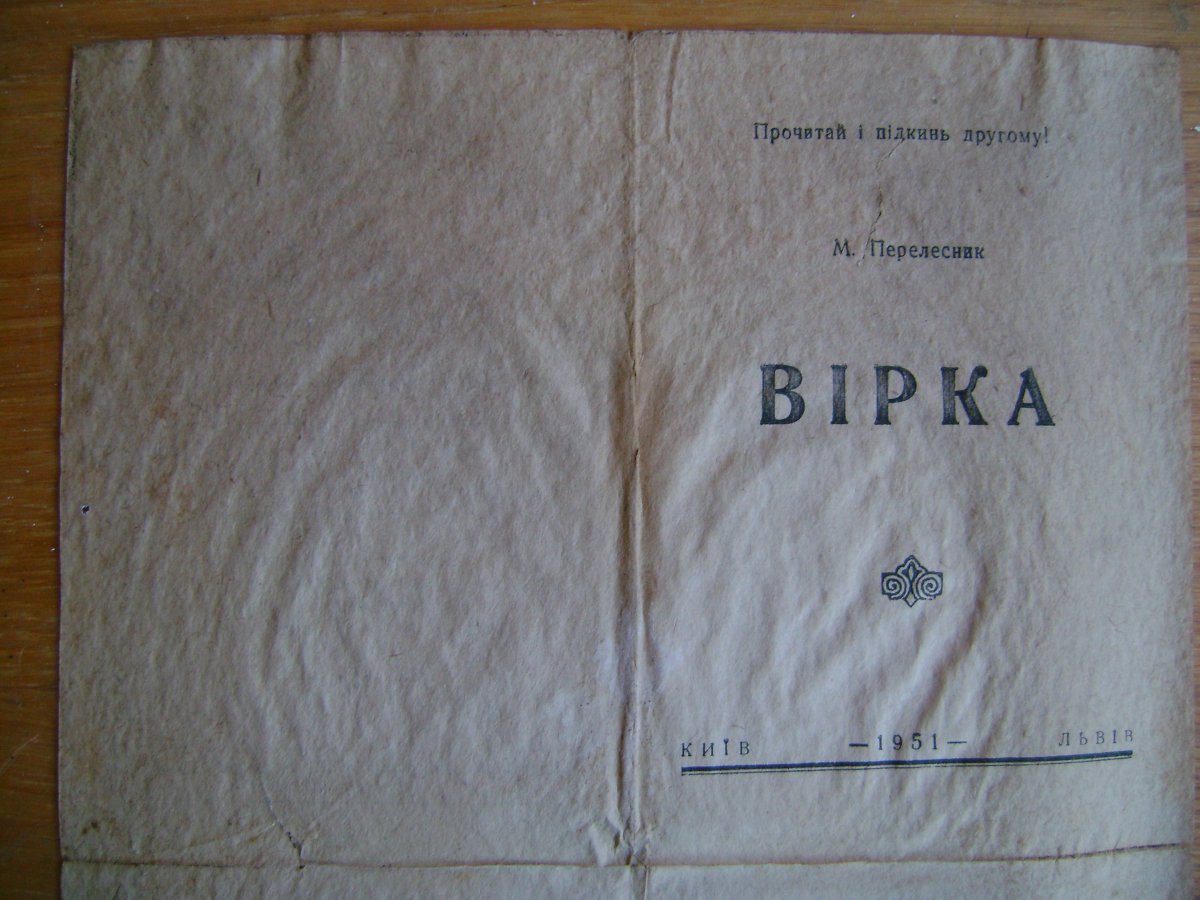 Прочитай і підкинь другому!
М. Перелесник
ВІРКА
КИЇВ —1951— ЛЬВІВ